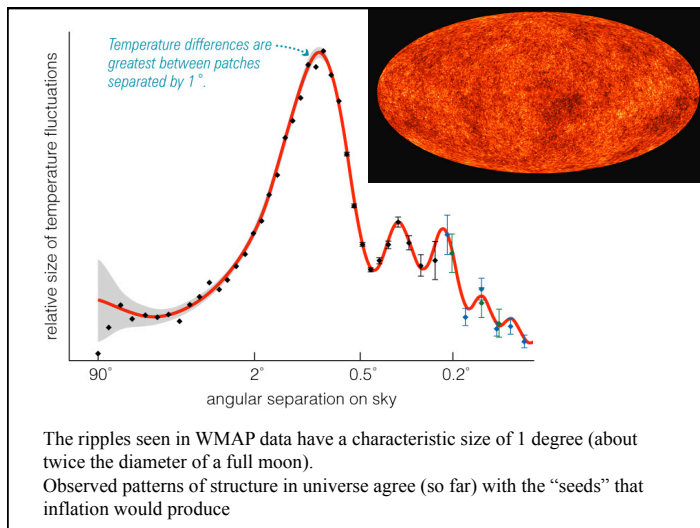 Temperature differences are
greatest between patches
separated by 1°.
relative size of temperature fluctuations
90° 2° 0.5° 0.2°
angular separation on sky
The ripples seen in WMAP data have a characteristic size of 1 degree (about
twice the diameter of a full moon).
Observed patterns of structure in universe agree (so far) with the “seeds” that
inflation would produce